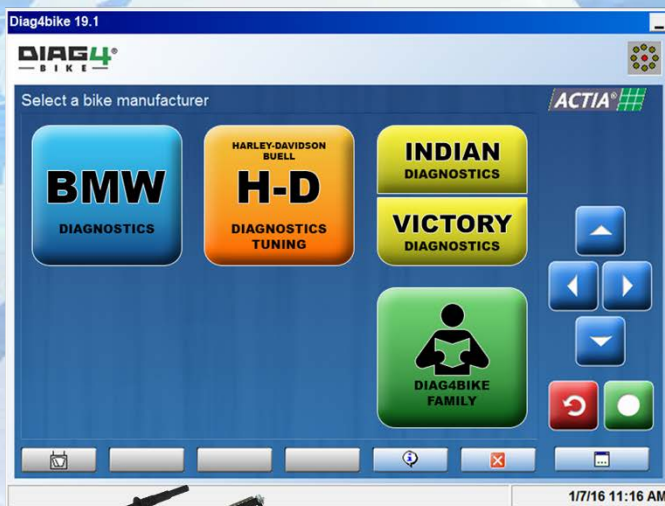 Diag4bike 19.1
DIAG4®
BIKE
Select a bike manufacturer
ACTIA®
BMW
DIAGNOSTICS
HARLEY-DAVIDSON
BUELL
H-D
DIAGNOSTICS
TUNING
INDIAN
DIAGNOSTICS
VICTORY
DIAGNOSTICS
DIAG4BIKE
FAMILY
1/7/16 11:16 AM